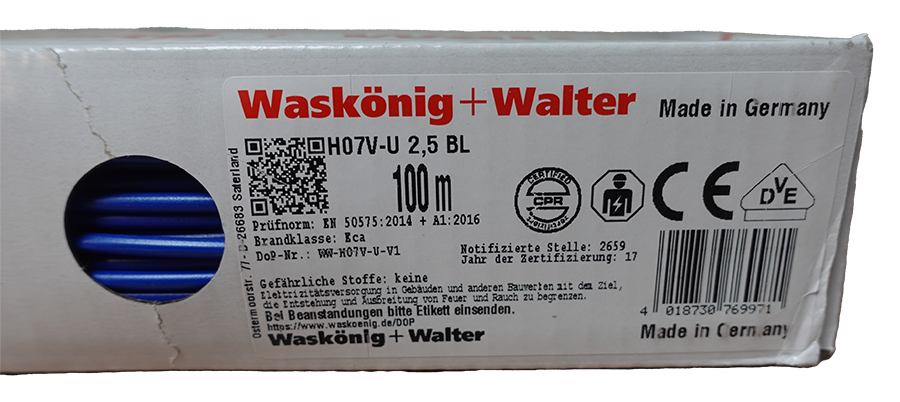 Waskönig+Walter
Made in Germany
H07V-U 2,5 BL
100 m
CERTIFIED
CPR
VDE
Ostermoorstr. 77 - D-26683 Saterland
Prüfnorm: EN 50575:2014 + A1:2016
Brandklasse: Eca
DoP-Nr.: WW-H07V-U-V1
Notifizierte Stelle: 2659
Jahr der Zertifizierung: 17
Gefährliche Stoffe: keine
Elektrizitätsversorgung in Gebäuden und anderen Bauwerken mit dem Ziel,
die Entstehung und Ausbreitung von Feuer und Rauch zu begrenzen.
Bei Beanstandungen bitte Etikett einsenden.
https://www.waskoenig.de/DOP
Waskönig+Walter
4 018730 769971
Made in Germany